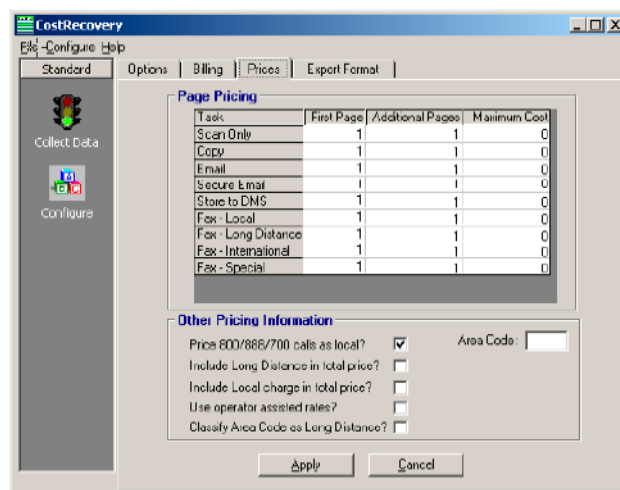 CostRecovery
File Configure Help
Standard
Options Billing Prices Export Format
Collect Data
Configure
Page Pricing
Task First Page Additional Pages Maximum Cost
Scan Only 1 1 0
Copy 1 1 0
Email 1 1 0
Secure Email 1 1 0
Store to DMS 1 1 0
Fax - Local 1 1 0
Fax - Long Distance 1 1 0
Fax - International 1 1 0
Fax - Special 1 1 0
Other Pricing Information
Price 800/888/700 calls as local? Area Code:
Include Long Distance in total price?
Include Local charge in total price?
Use operator assisted rates?
Classify Area Code as Long Distance?
Apply Cancel